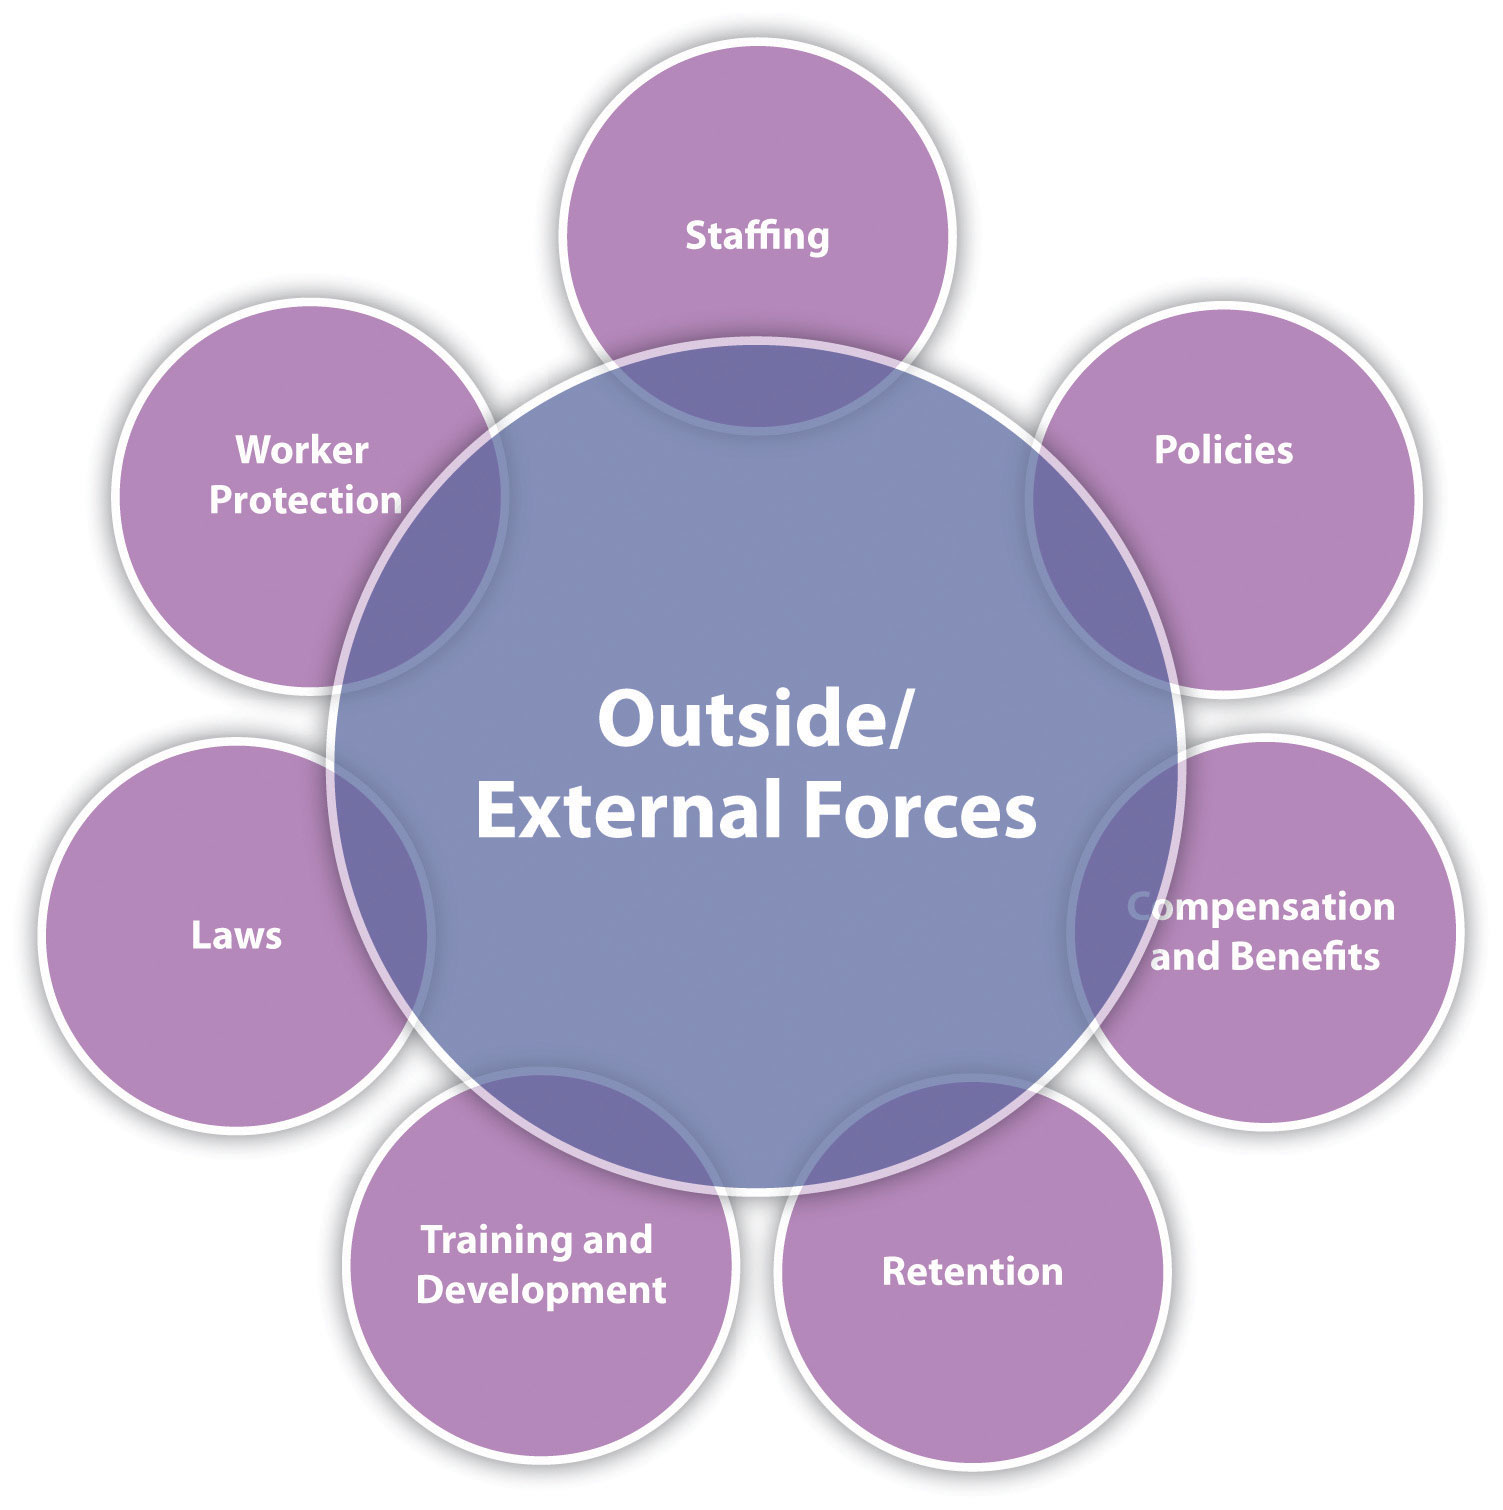 Staffing
Policies
Worker
Protection
Outside/
External Forces
Compensation
and Benefits
Laws
Training and
Development
Retention